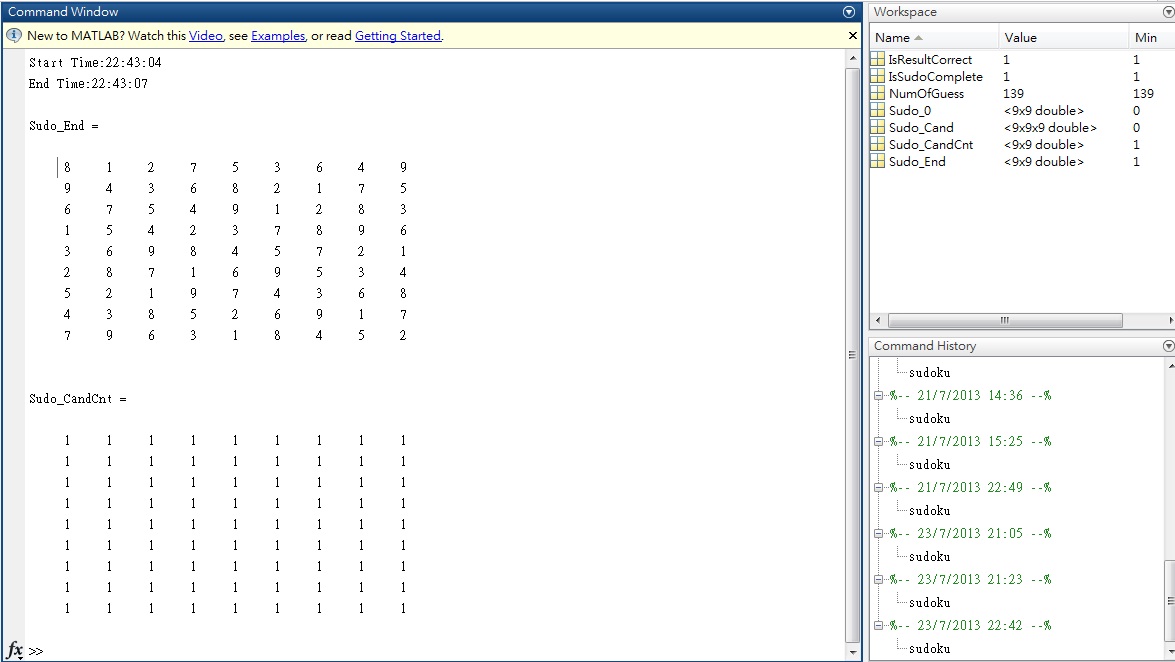 Command Window
New to MATLAB? Watch this Video, see Examples, or read Getting Started.
Start Time:22:43:04
End Time:22:43:07
Sudo_End =
8 1 2 7 5 3 6 4 9
9 4 3 6 8 2 1 7 5
6 7 5 4 9 1 2 8 3
1 5 4 2 3 7 8 9 6
3 6 9 8 4 5 7 2 1
2 8 7 1 6 9 5 3 4
5 2 1 9 7 4 3 6 8
4 3 8 5 2 6 9 1 7
7 9 6 3 1 8 4 5 2
Sudo_CandCnt =
1 1 1 1 1 1 1 1 1
1 1 1 1 1 1 1 1 1
1 1 1 1 1 1 1 1 1
1 1 1 1 1 1 1 1 1
1 1 1 1 1 1 1 1 1
1 1 1 1 1 1 1 1 1
1 1 1 1 1 1 1 1 1
1 1 1 1 1 1 1 1 1
1 1 1 1 1 1 1 1 1
fx >>
Workspace
Name Value Min
IsResultCorrect 1 1
IsSudoComplete 1 1
NumOfGuess 139 139
Sudo_0 <9x9 double> 0
Sudo_Cand <9x9x9 double> 0
Sudo_CandCnt <9x9 double> 1
Sudo_End <9x9 double> 1
Command History
sudoku
%-- 21/7/2013 14:36 --%
sudoku
%-- 21/7/2013 15:25 --%
sudoku
%-- 21/7/2013 22:49 --%
sudoku
%-- 23/7/2013 21:05 --%
sudoku
%-- 23/7/2013 21:23 --%
sudoku
%-- 23/7/2013 22:42 --%
sudoku